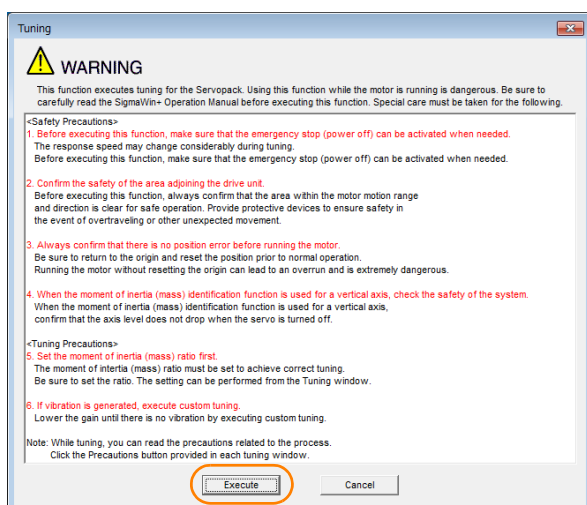 Tuning
WARNING
This function executes tuning for the Servopack. Using this function while the motor is running is dangerous. Be sure to
carefully read the SigmaWin+ Operation Manual before executing this function. Special care must be taken for the following.
<Safety Precautions>
1. Before executing this function, make sure that the emergency stop (power off) can be activated when needed.
The response speed may change considerably during tuning.
Before executing this function, make sure that the emergency stop (power off) can be activated when needed.
2. Confirm the safety of the area adjoining the drive unit.
Before executing this function, always confirm that the area within the motor motion range
and direction is clear for safe operation. Provide protective devices to ensure safety in
the event of overtraveling or other unexpected movement.
3. Always confirm that there is no position error before running the motor.
Be sure to return to the origin and reset the position prior to normal operation.
Running the motor without resetting the origin can lead to an overrun and is extremely dangerous.
4. When the moment of inertia (mass) identification function is used for a vertical axis, check the safety of the system.
When the moment of inertia (mass) identification function is used for a vertical axis,
confirm that the axis level does not drop when the servo is turned off.
<Tuning Precautions>
5. Set the moment of inertia (mass) ratio first.
The moment of intertia (mass) ratio must be set to achieve correct tuning.
Be sure to set the ratio. The setting can be performed from the Tuning window.
6. If vibration is generated, execute custom tuning.
Lower the gain until there is no vibration by executing custom tuning.
Note: While tuning, you can read the precautions related to the process.
Click the Precautions button provided in each tuning window.
Execute Cancel